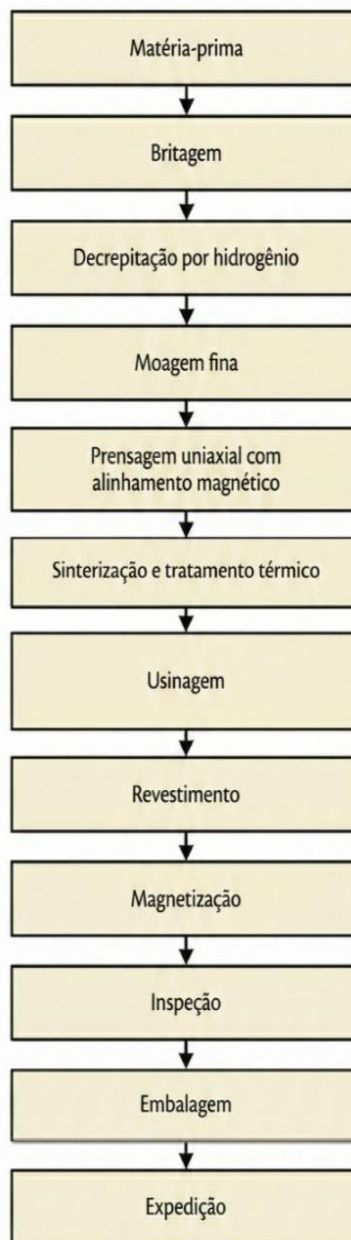 Matéria-prima
Britagem
Decrepitação por hidrogênio
Moagem fina
Prensagem uniaxial com
alinhamento magnético
Sinterização e tratamento térmico
Usinagem
Revestimento
Magnetização
Inspeção
Embalagem
Expedição